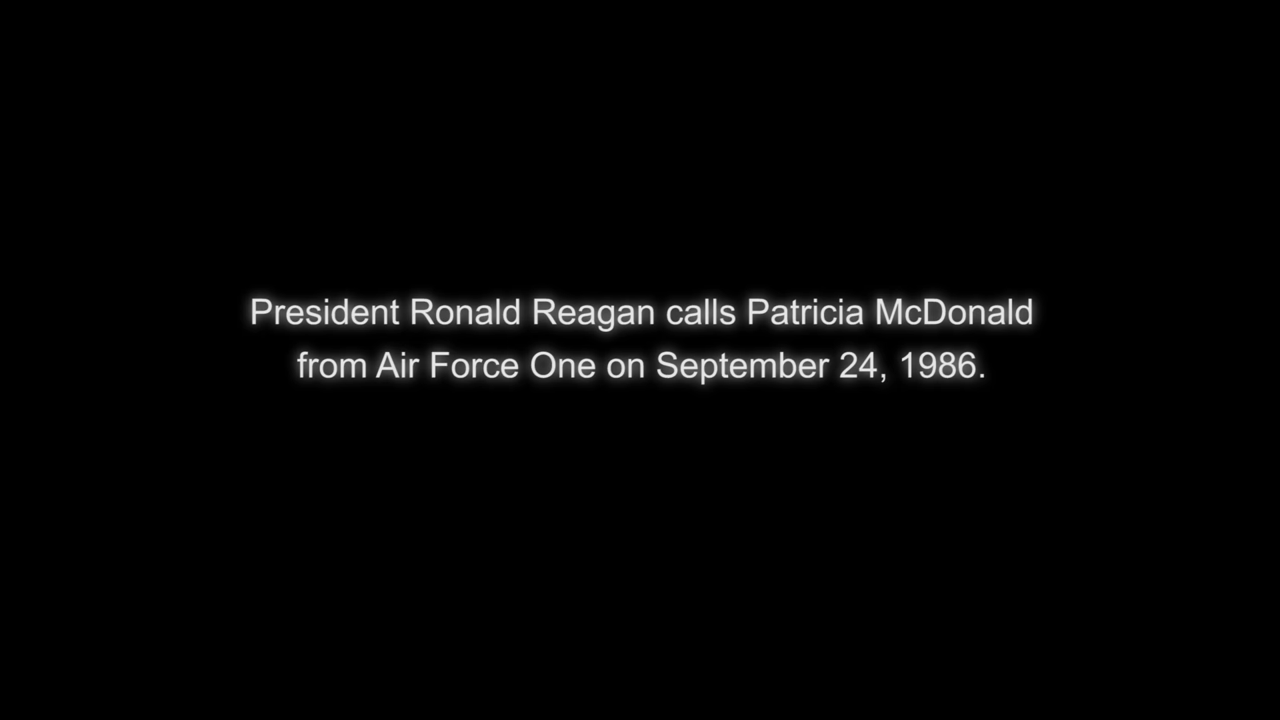 President Ronald Reagan calls Patricia McDonald
from Air Force One on September 24, 1986.